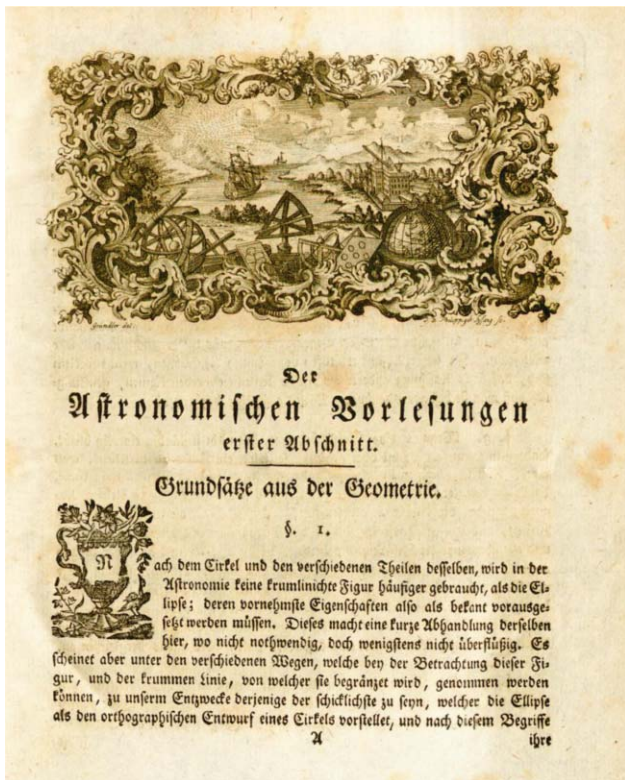 Gründler del.
sc.
Der
Astronomischen Vorlesungen
erster Abschnitt.
Grundsätze aus der Geometrie.
§. 1.
Nach dem Cirkel und den verschiedenen Theilen desselben, wird in der
Astronomie keine krumlinichte Figur häufiger gebraucht, als die El-
lipse; deren vornehmste Eigenschaften also als bekant vorausge-
setzt werden müssen. Dieses macht eine kurze Abhandlung derselben
hier, wo nicht nothwendig, doch wenigstens nicht überflüßig. Es
scheinet aber unter den verschiedenen Wegen, welche bey der Betrachtung dieser Fi-
gur, und der krummen Linie, von welcher sie begränzet wird, genommen werden
können, zu unserm Entzwecke derjenige der schicklichste zu seyn, welcher die Ellipse
als den orthographischen Entwurf eines Cirkels vorstellet, und nach diesem Begriffe
A ihre